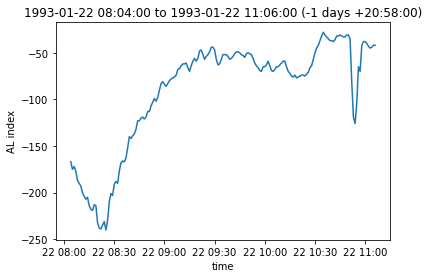 1993-01-22 08:04:00 to 1993-01-22 11:06:00 (-1 days +20:58:00)
−50
−100
−150
−200
−250
AL index
22 08:00 22 08:30 22 09:00 22 09:30 22 10:00 22 10:30 22 11:00
time